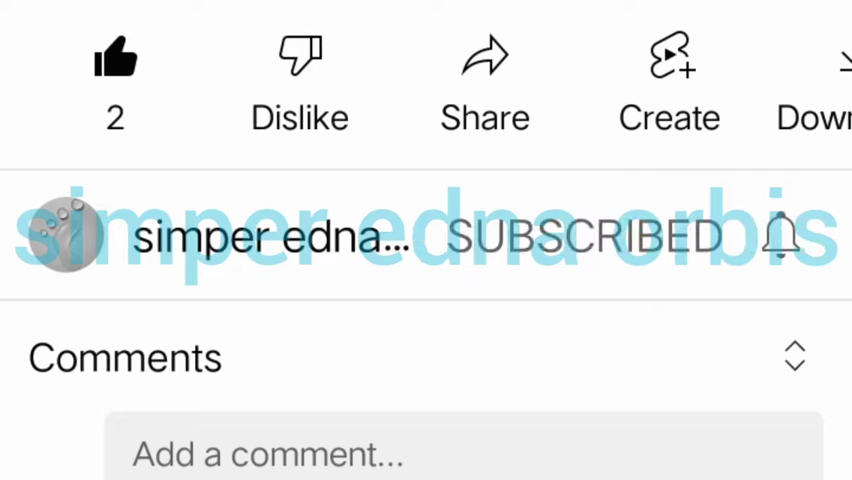 2 Dislike Share Create Down
simper edna orbis
simper edna... SUBSCRIBED
Comments
Add a comment...